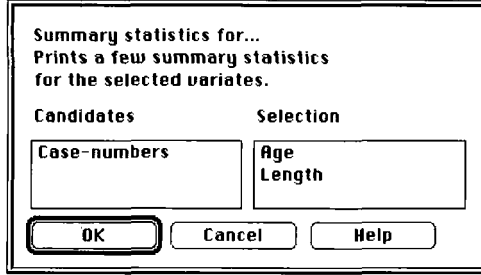 Summary statistics for...
Prints a few summary statistics
for the selected variates.
Candidates Selection
Case-numbers Age
Length
OK Cancel Help